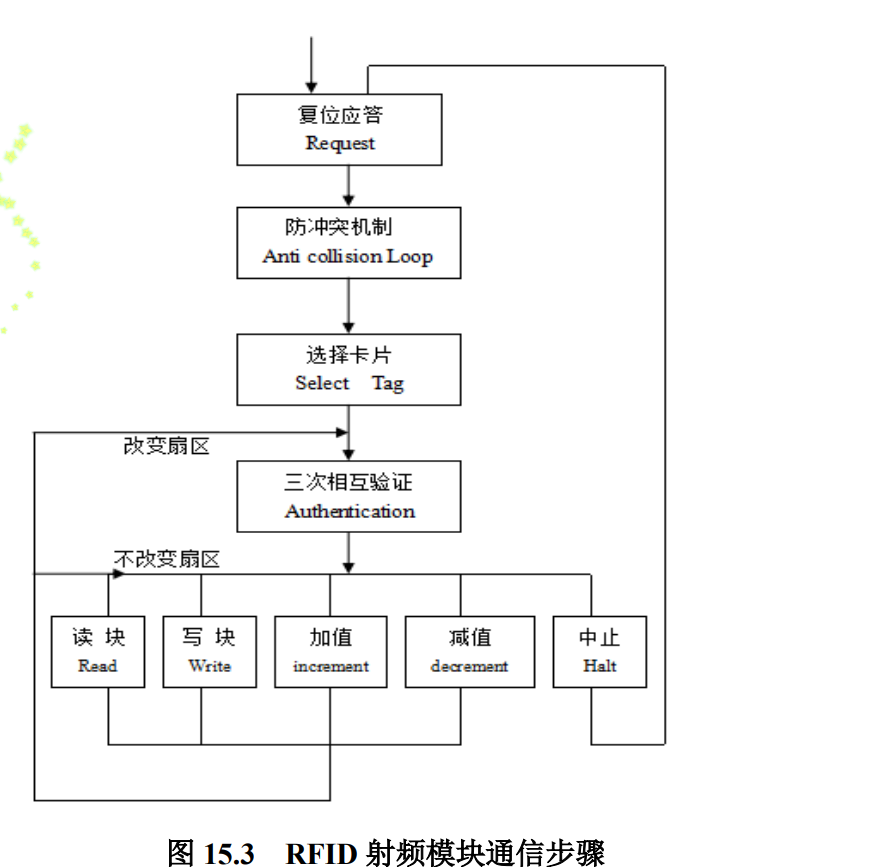 复位应答
Request
防冲突机制
Anti collision Loop
选择卡片
Select Tag
改变扇区
三次相互验证
Authentication
不改变扇区
读 块
Read
写 块
Write
加值
increment
减值
decrement
中止
Halt
图 15.3 RFID 射频模块通信步骤